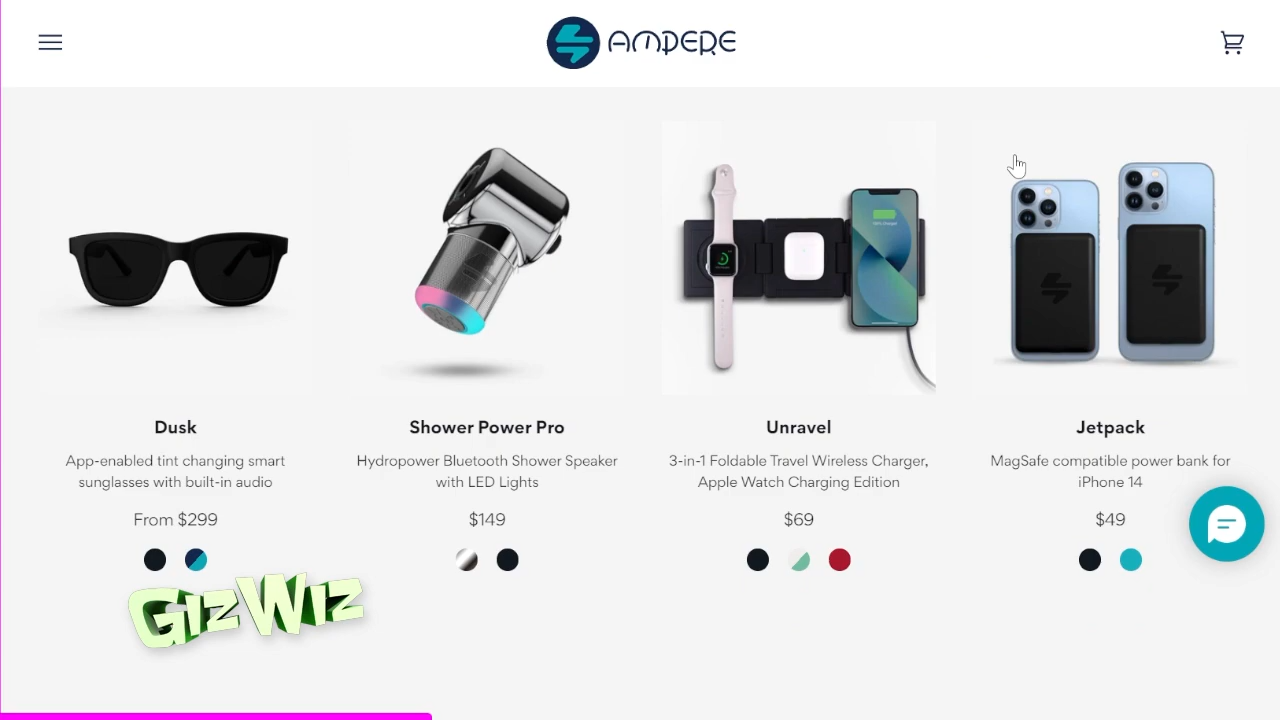 AMPERE
Dusk
App-enabled tint changing smart
sunglasses with built-in audio
From $299
Shower Power Pro
Hydropower Bluetooth Shower Speaker
with LED Lights
$149
Unravel
3-in-1 Foldable Travel Wireless Charger,
Apple Watch Charging Edition
$69
Jetpack
MagSafe compatible power bank for
iPhone 14
$49
GizWiz